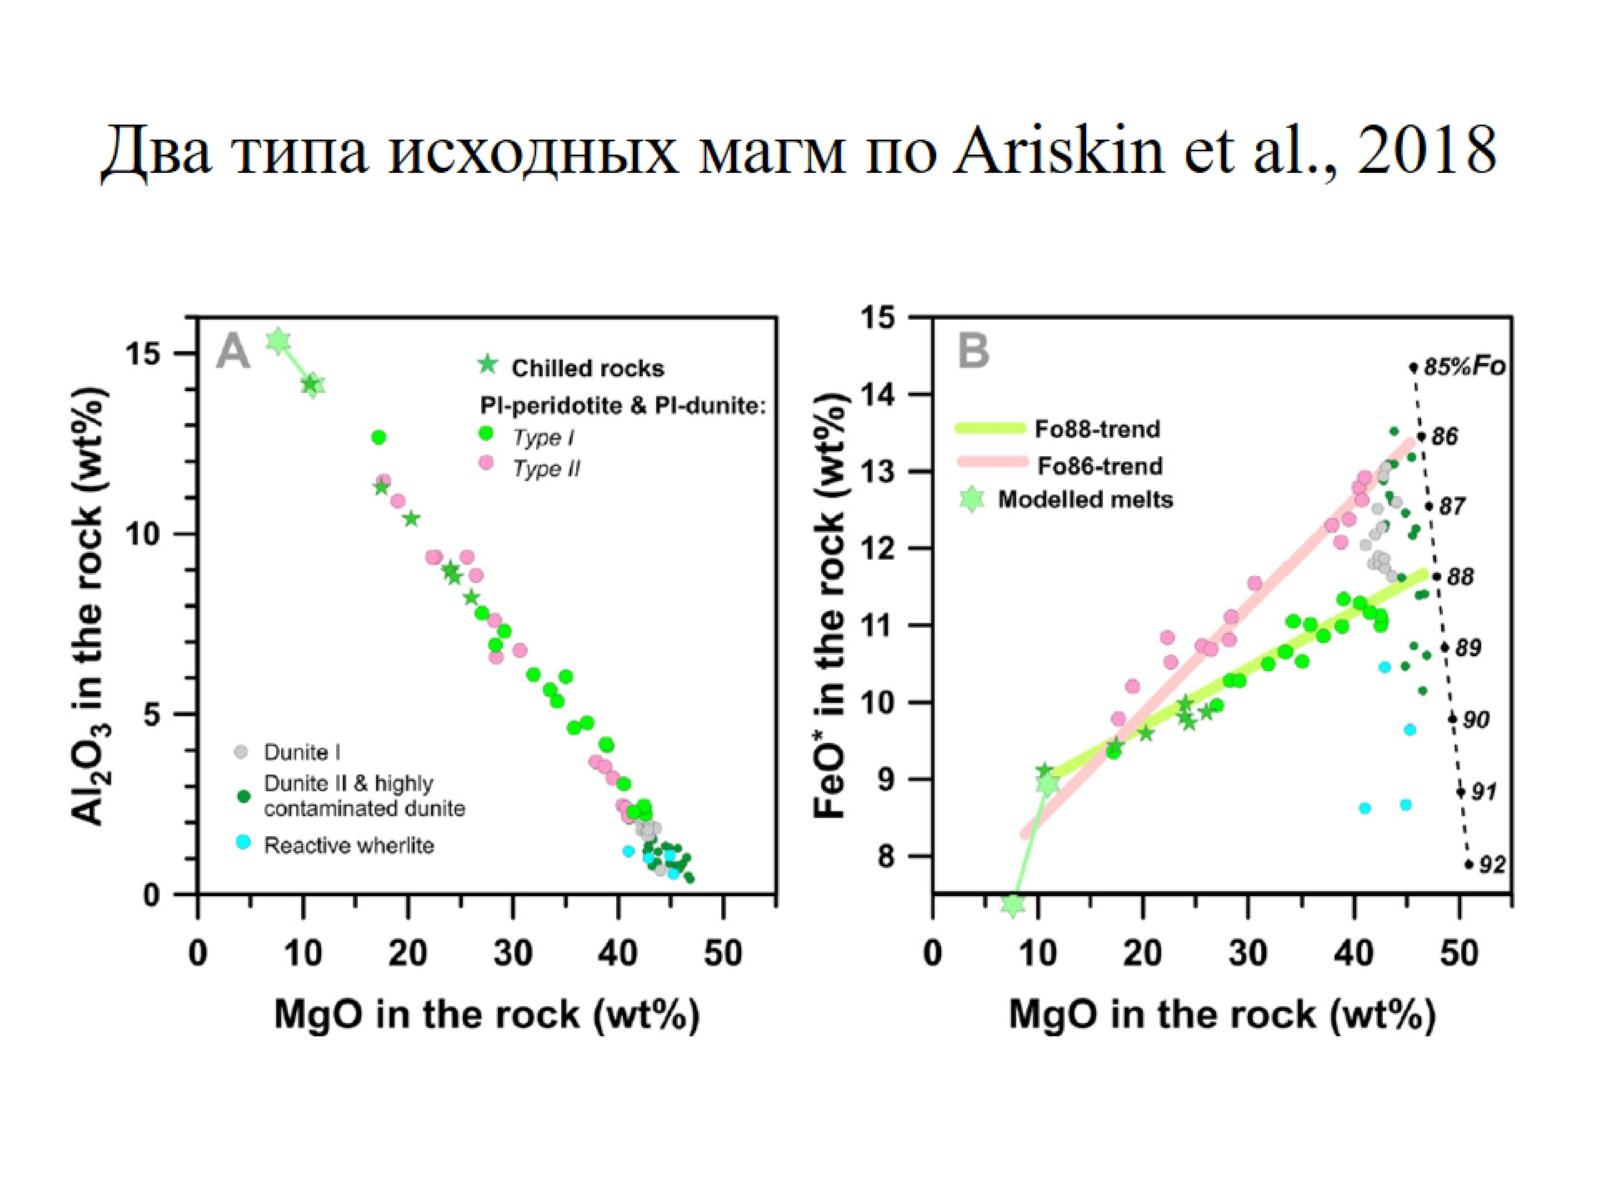 Два типа исходных магм по Ariskin et al., 2018
A
Chilled rocks
Pl-peridotite & Pl-dunite:
Type I
Type II
Dunite I
Dunite II & highly
contaminated dunite
Reactive wherlite
15
10
5
0
0 10 20 30 40 50
Al2O3 in the rock (wt%)
MgO in the rock (wt%)
B
Fo88-trend
Fo86-trend
Modelled melts
85%Fo
86
87
88
89
90
91
92
15
14
13
12
11
10
9
8
0 10 20 30 40 50
FeO* in the rock (wt%)
MgO in the rock (wt%)